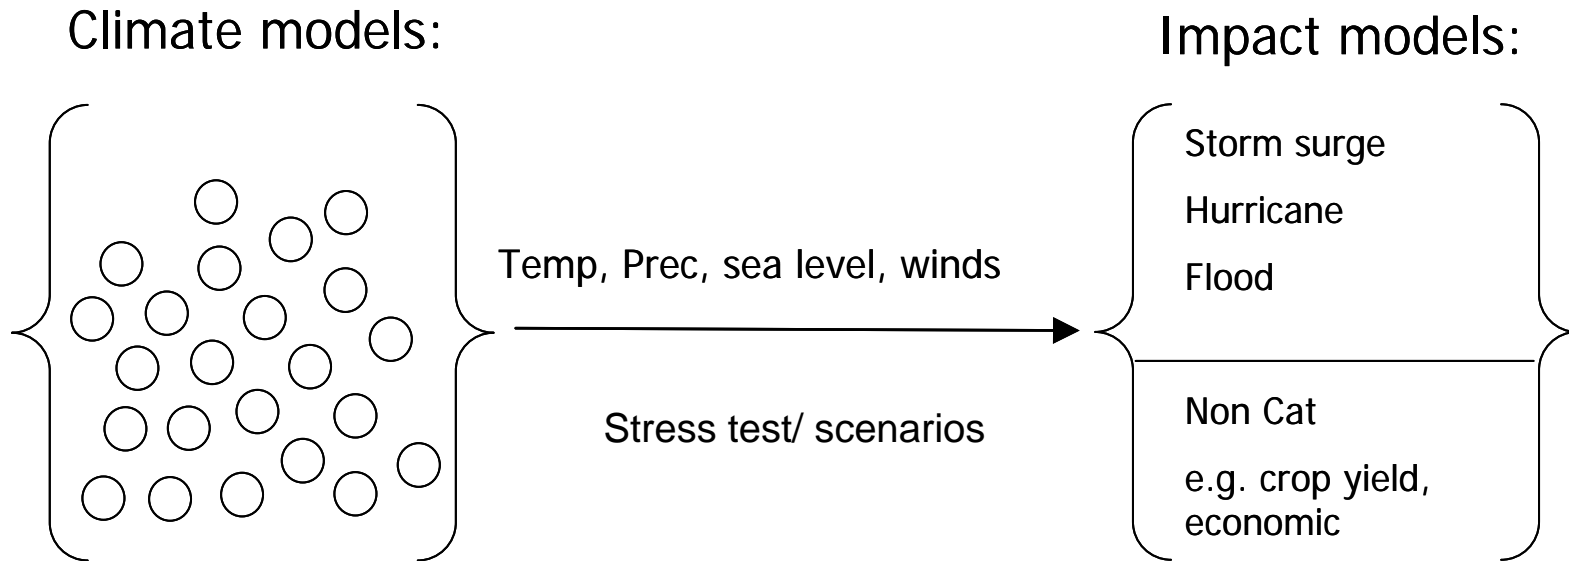 Climate models:
Impact models:
Temp, Prec, sea level, winds
Stress test/ scenarios
Storm surge
Hurricane
Flood
Non Cat
e.g. crop yield,
economic